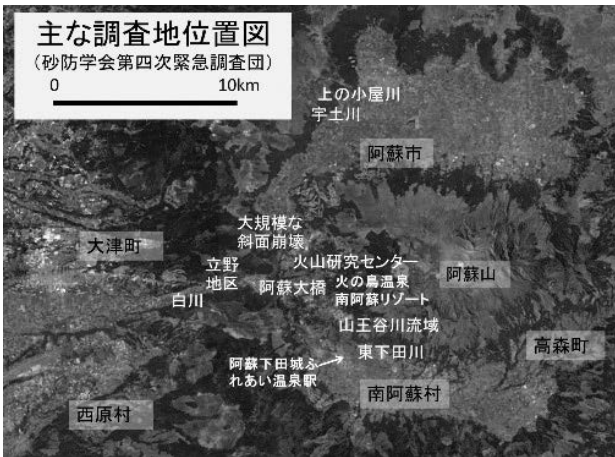 主な調査地位置図
(砂防学会第四次緊急調査団)
0 10km
上の小屋川
宇土川
阿蘇市
大規模な
斜面崩壊
大津町
立野
地区
火山研究センター
阿蘇山
白川
阿蘇大橋
火の鳥温泉
南阿蘇リゾート
山王谷川流域
高森町
東下田川
阿蘇下田城ふ
れあい温泉駅
南阿蘇村
西原村